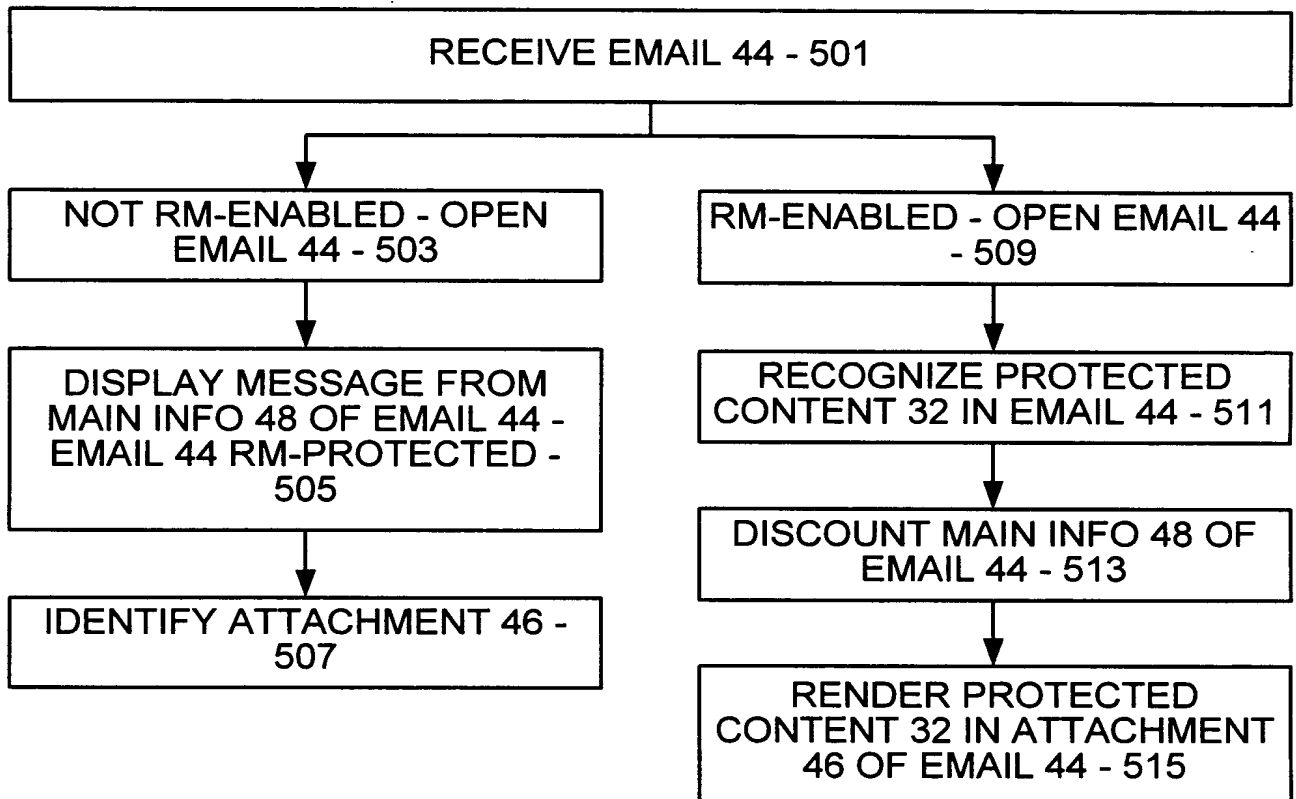 RECEIVE EMAIL 44 - 501
NOT RM-ENABLED - OPEN
EMAIL 44 - 503
DISPLAY MESSAGE FROM
MAIN INFO 48 OF EMAIL 44 -
EMAIL 44 RM-PROTECTED -
505
IDENTIFY ATTACHMENT 46 -
507
RM-ENABLED - OPEN EMAIL 44
- 509
RECOGNIZE PROTECTED
CONTENT 32 IN EMAIL 44 - 511
DISCOUNT MAIN INFO 48 OF
EMAIL 44 - 513
RENDER PROTECTED
CONTENT 32 IN ATTACHMENT
46 OF EMAIL 44 - 515